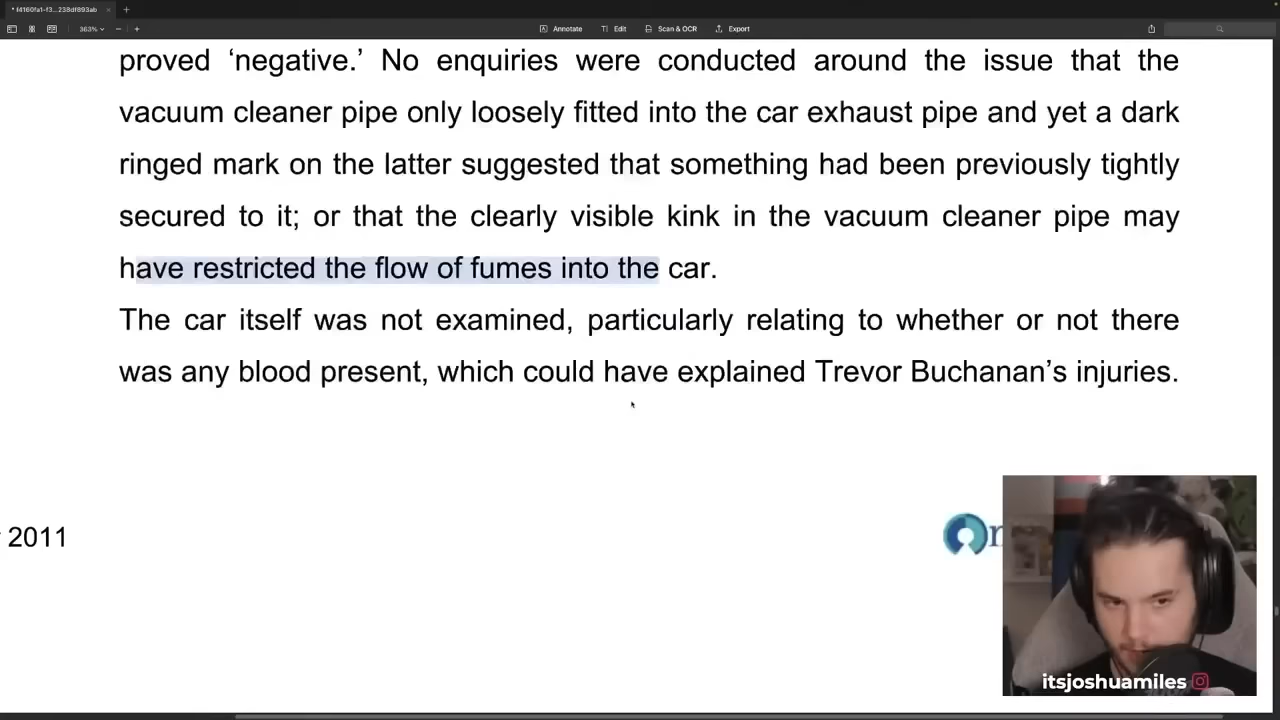 * f4160fa1-f3...238df893ab
363%
Annotate
Edit
Scan & OCR
Export
proved ‘negative.’ No enquiries were conducted around the issue that the
vacuum cleaner pipe only loosely fitted into the car exhaust pipe and yet a dark
ringed mark on the latter suggested that something had been previously tightly
secured to it; or that the clearly visible kink in the vacuum cleaner pipe may
have restricted the flow of fumes into the car.
The car itself was not examined, particularly relating to whether or not there
was any blood present, which could have explained Trevor Buchanan’s injuries.
2011
itsjoshuamiles